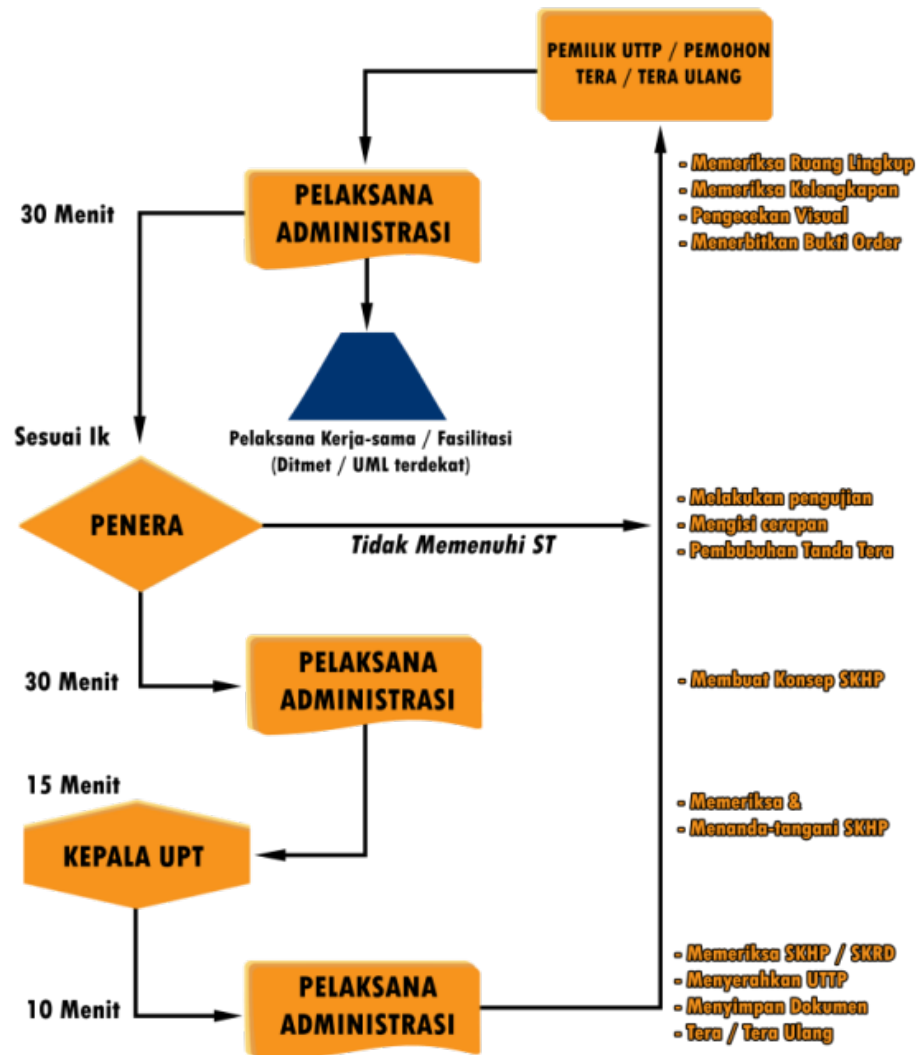 PEMILIK UTTP / PEMOHON
TERA / TERA ULANG
- Memeriksa Ruang Lingkup
- Memeriksa Kelengkapan
- Pengecekan Visual
- Menerbitkan Bukti Order
PELAKSANA
ADMINISTRASI
30 Menit
Pelaksana Kerja-sama / Fasilitasi
(Ditmet / UML terdekat)
Sesuai Ik
PENERA
Tidak Memenuhi ST
- Melakukan pengujian
- Mengisi cerapan
- Pembubuhan Tanda Tera
30 Menit
PELAKSANA
ADMINISTRASI
- Membuat Konsep SKHP
15 Menit
KEPALA UPT
- Memeriksa &
- Menanda-tangani SKHP
10 Menit
PELAKSANA
ADMINISTRASI
- Memeriksa SKHP / SKRD
- Menyerahkan UTTP
- Menyimpan Dokumen
- Tera / Tera Ulang